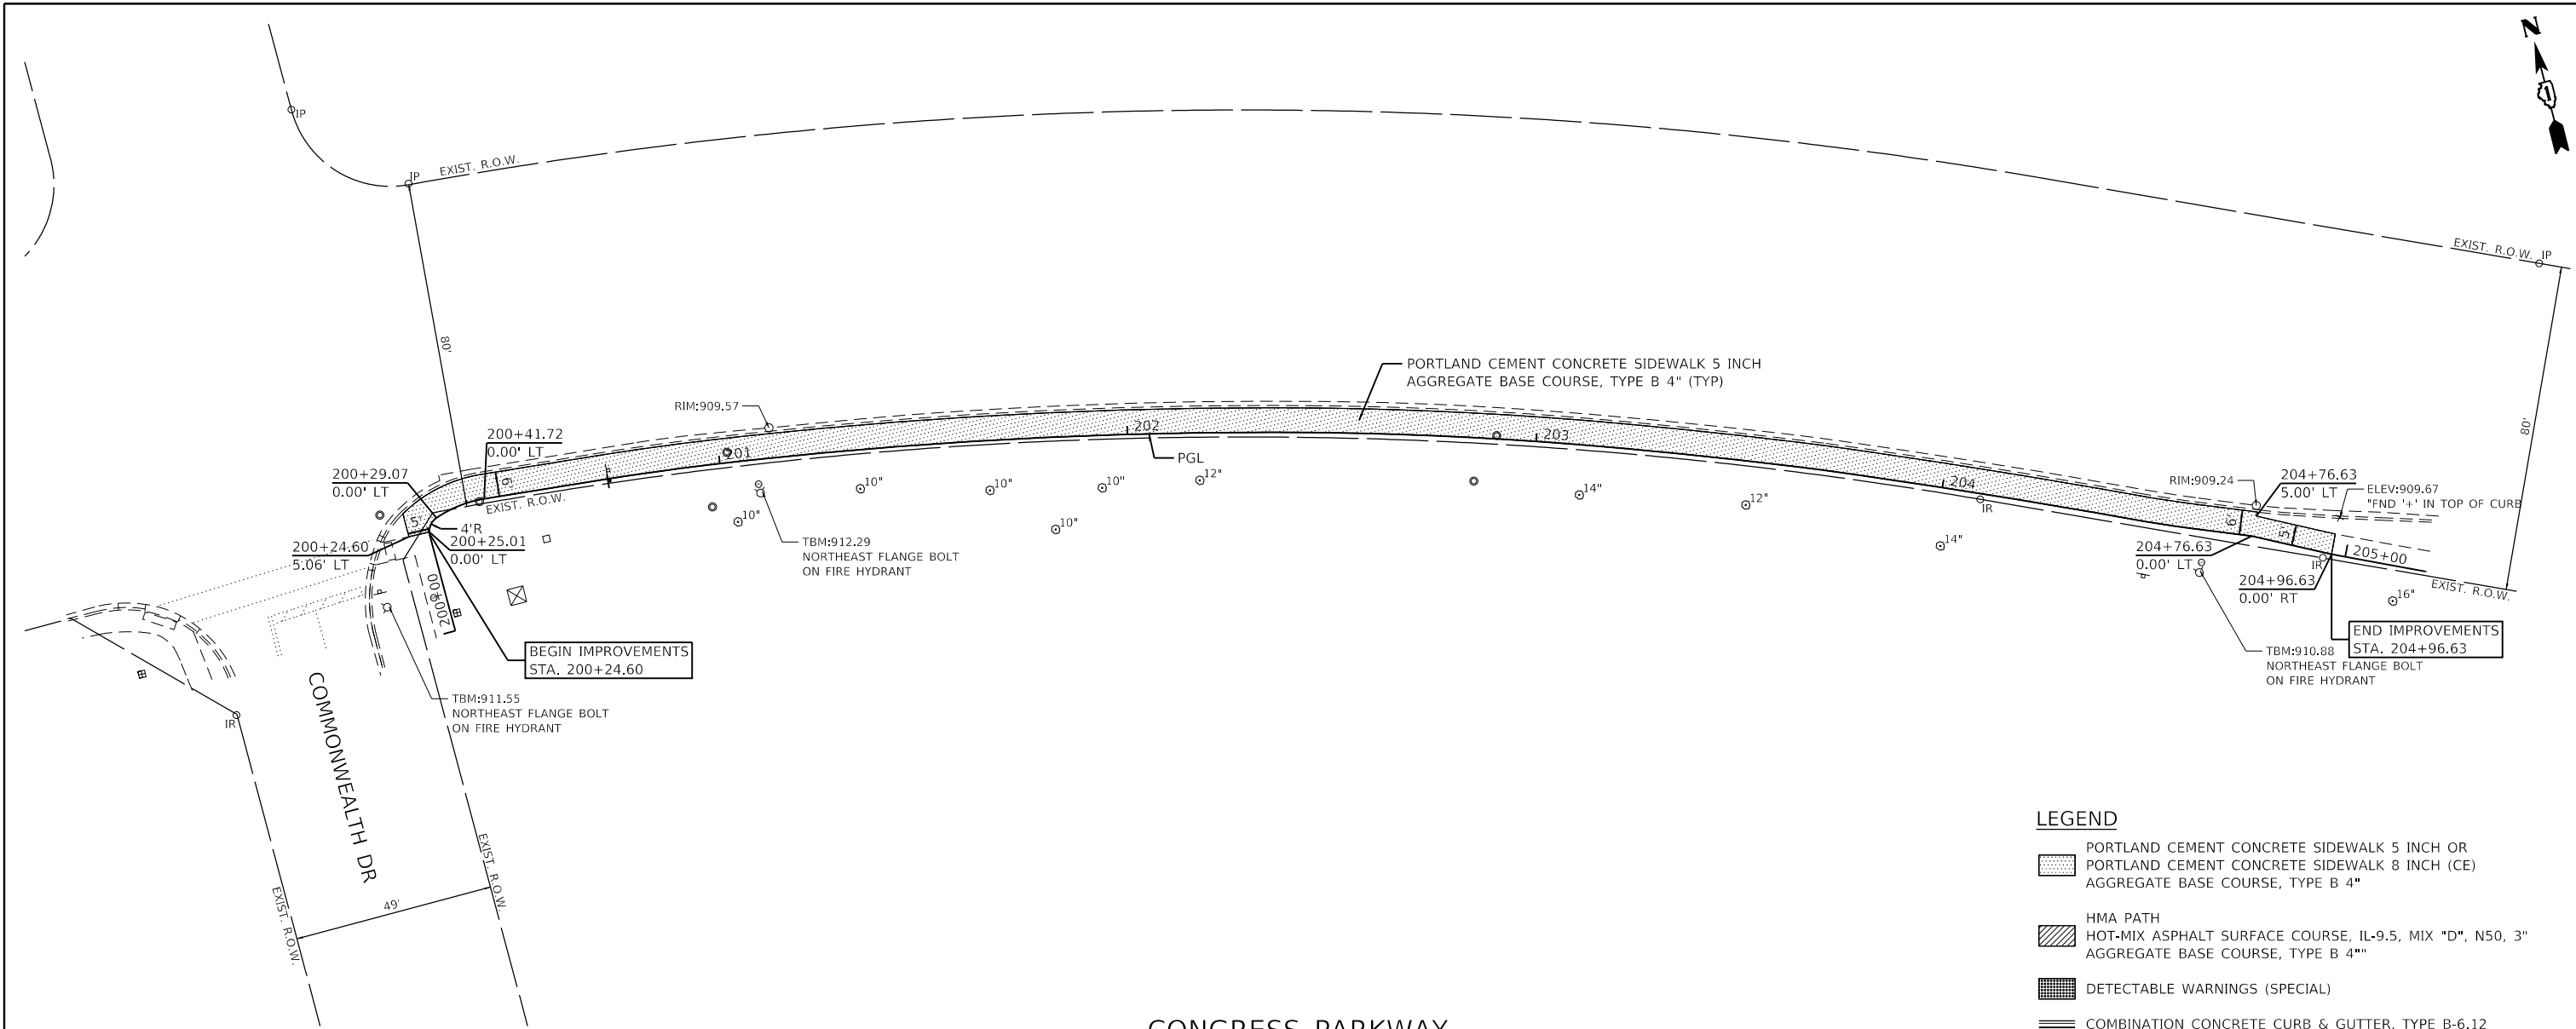 N
IP
IP
EXIST. R.O.W.
EXIST. R.O.W. IP
80'
80'
PORTLAND CEMENT CONCRETE SIDEWALK 5 INCH
AGGREGATE BASE COURSE, TYPE B 4" (TYP)
RIM:909.57
200+41.72
0.00' LT
202
203
201
PGL
200+29.07
0.00' LT
6'
EXIST. R.O.W.
10"
10"
10"
12"
14"
12"
204
IR
RIM:909.24
204+76.63
5.00' LT
ELEV:909.67
"FND '+' IN TOP OF CURB
5'
4'R
10"
10"
6'
5'
200+24.60
5.06' LT
200+25.01
0.00' LT
TBM:912.29
NORTHEAST FLANGE BOLT
ON FIRE HYDRANT
14"
204+76.63
0.00' LT
205+00
IR
204+96.63
0.00' RT
EXIST. R.O.W.
16"
200+00
BEGIN IMPROVEMENTS
STA. 200+24.60
END IMPROVEMENTS
STA. 204+96.63
TBM:910.88
NORTHEAST FLANGE BOLT
ON FIRE HYDRANT
TBM:911.55
NORTHEAST FLANGE BOLT
ON FIRE HYDRANT
IR
COMMONWEALTH DR
EXIST. R.O.W.
EXIST. R.O.W.
49'
LEGEND
PORTLAND CEMENT CONCRETE SIDEWALK 5 INCH OR
PORTLAND CEMENT CONCRETE SIDEWALK 8 INCH (CE)
AGGREGATE BASE COURSE, TYPE B 4"
HMA PATH
HOT-MIX ASPHALT SURFACE COURSE, IL-9.5, MIX "D", N50, 3"
AGGREGATE BASE COURSE, TYPE B 4""
DETECTABLE WARNINGS (SPECIAL)
COMBINATION CONCRETE CURB & GUTTER, TYPE B-6.12
CONGRESS PARKWAY